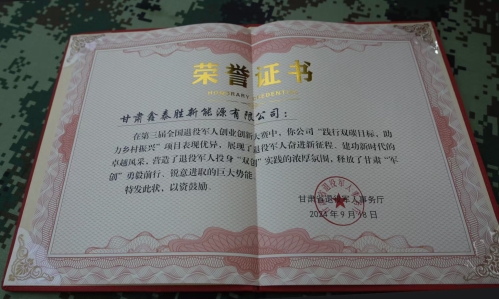 荣誉证书
HONORARY CREDENTIAL
甘肃鑫泰胜新能源有限公司：
在第三届全国退役军人创业创新大赛中，你公司“践行双碳目标，助
力乡村振兴”项目表现优异，展现了退役军人奋进新征程、建功新时代的
卓越风采，营造了退役军人投身“双创”实践的浓厚氛围，释放了甘肃“军
创”勇毅前行、锐意进取的巨大势能。
特发此状，以资鼓励。
甘肃省退役军人事务厅
2024年9月18日